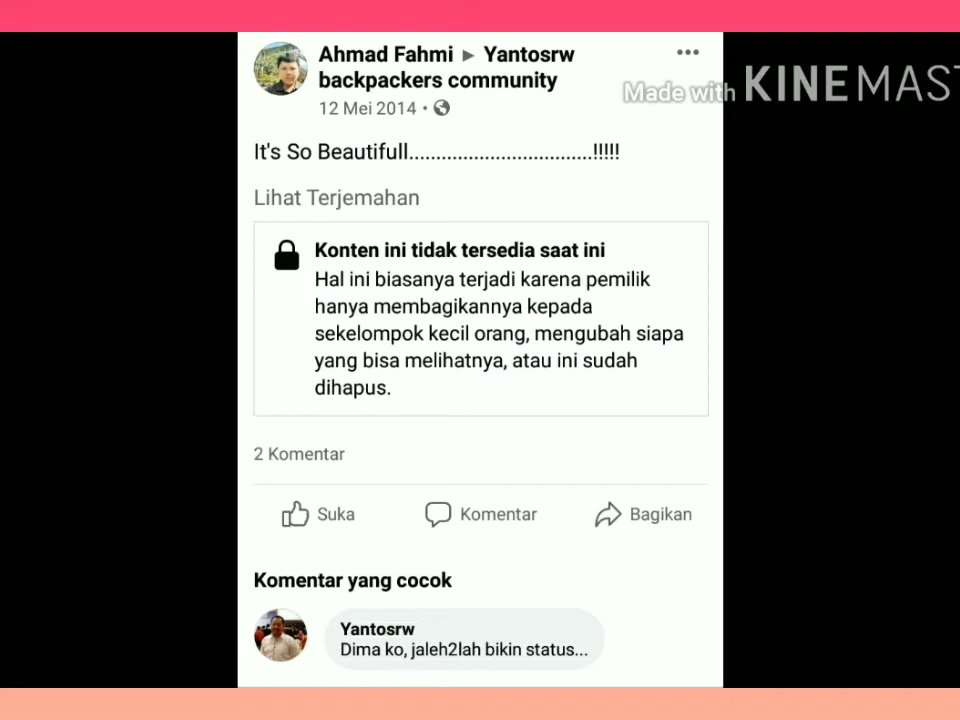 Ahmad Fahmi ▸ Yantosrw
backpackers community
12 Mei 2014 •
Made with KINEMAST
It's So Beautifull..................................!!!!!
Lihat Terjemahan
Konten ini tidak tersedia saat ini
Hal ini biasanya terjadi karena pemilik
hanya membagikannya kepada
sekelompok kecil orang, mengubah siapa
yang bisa melihatnya, atau ini sudah
dihapus.
2 Komentar
Suka Komentar Bagikan
Komentar yang cocok
Yantosrw
Dima ko, jaleh2lah bikin status...